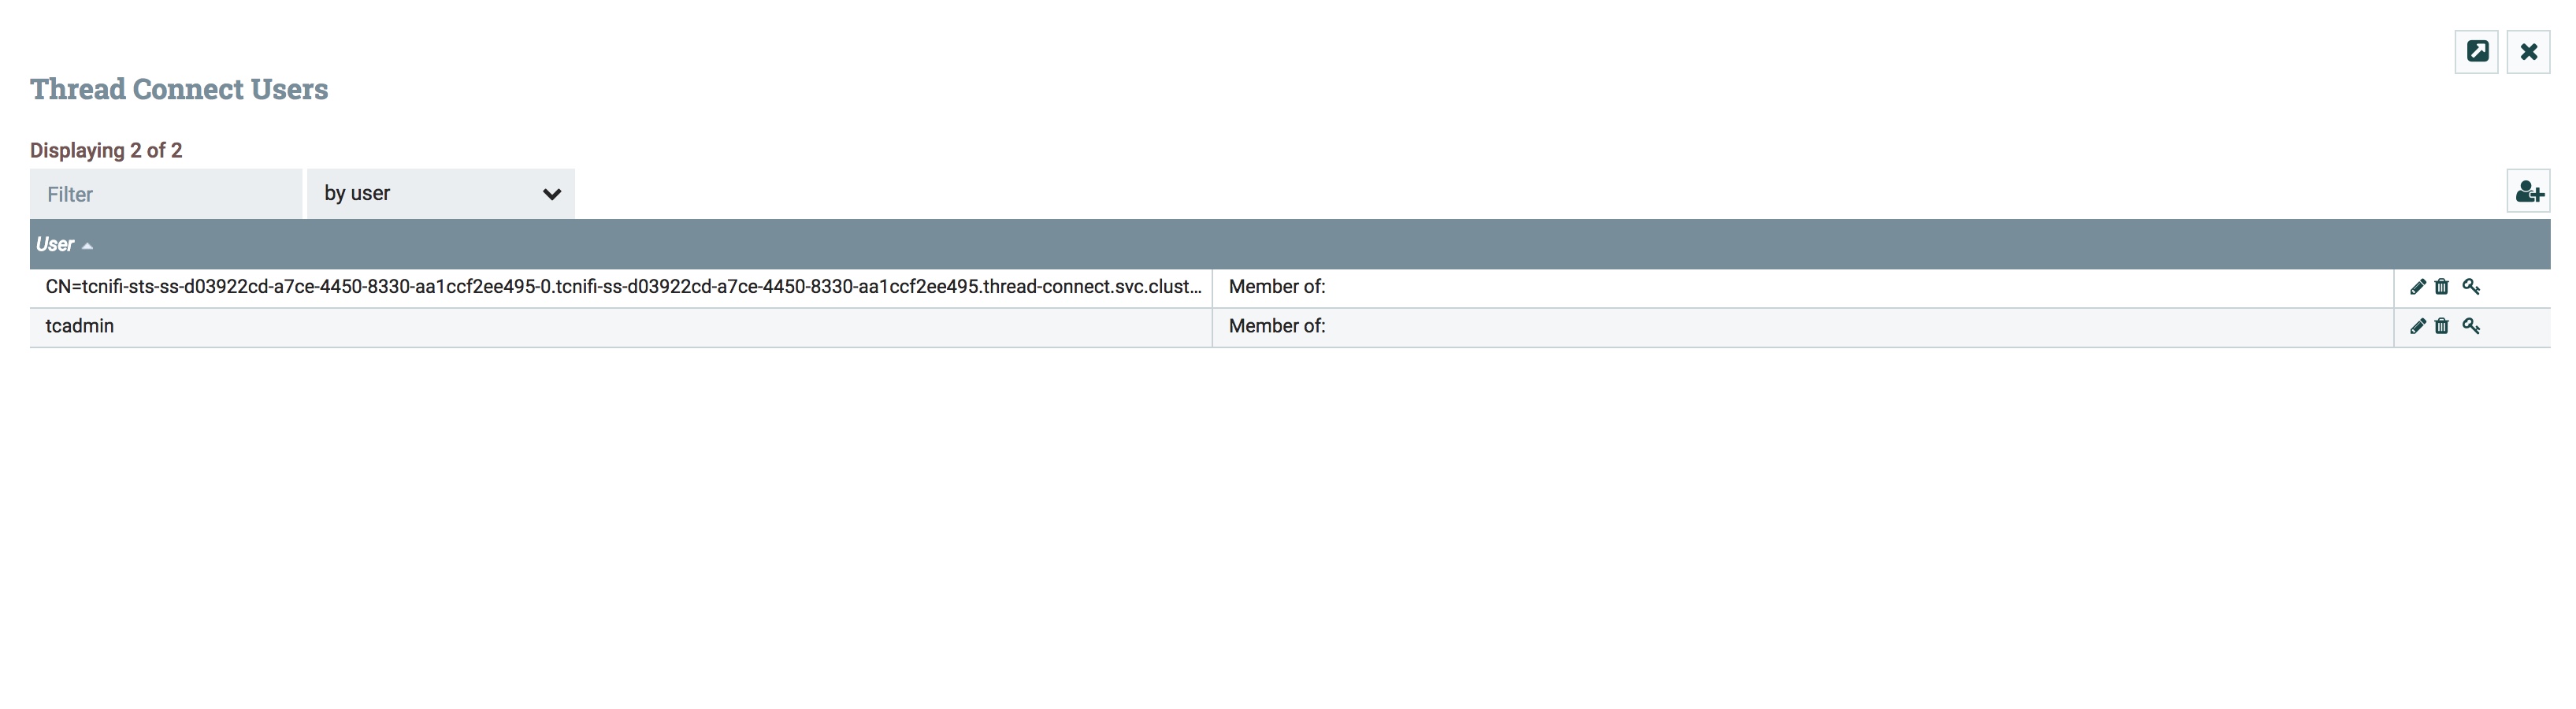 Thread Connect Users
Displaying 2 of 2
Filter
by user
User
CN=tcnifi-sts-ss-d03922cd-a7ce-4450-8330-aa1ccf2ee495-0.tcnifi-ss-d03922cd-a7ce-4450-8330-aa1ccf2ee495.thread-connect.svc.clust... Member of:
tcadmin Member of: